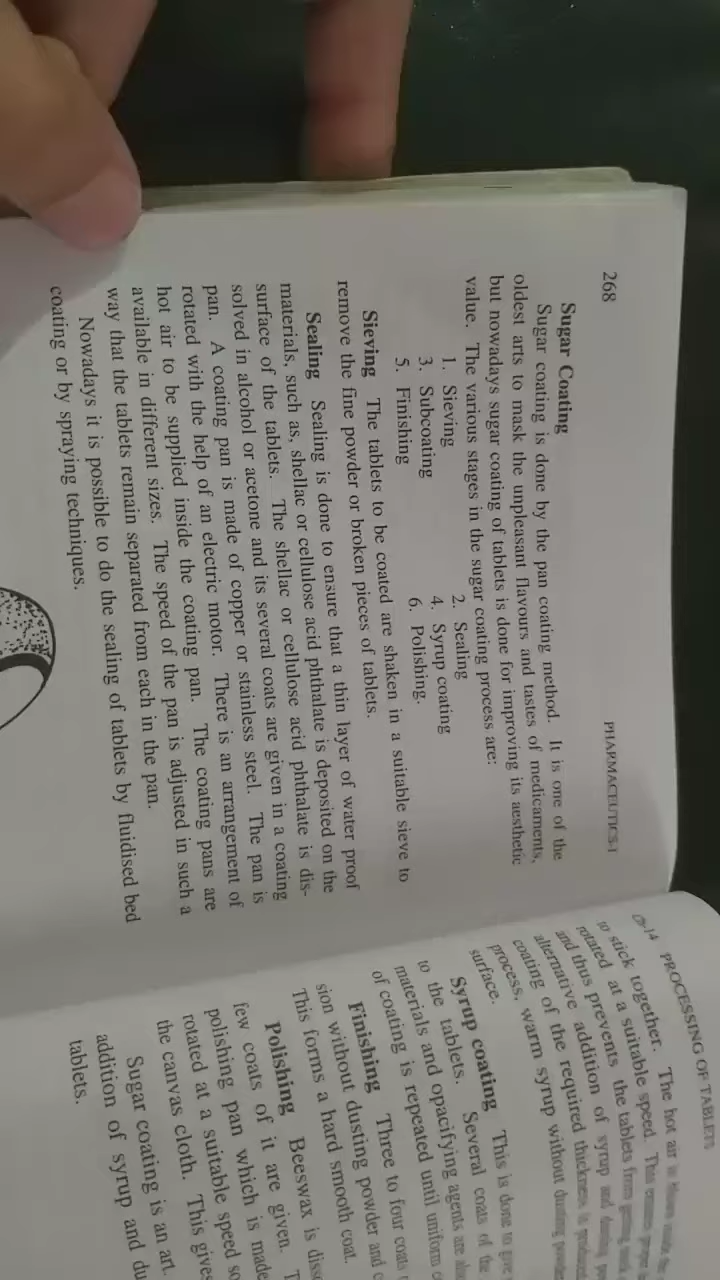 268 PHARMACEUTICS-I
Sugar Coating
Sugar coating is done by the pan coating method. It is one of the
oldest arts to mask the unpleasant flavours and tastes of medicaments,
but nowadays sugar coating of tablets is done for improving its aesthetic
value. The various stages in the sugar coating process are:
1. Sieving 2. Sealing
3. Subcoating 4. Syrup coating
5. Finishing 6. Polishing.
Sieving The tablets to be coated are shaken in a suitable sieve to
remove the fine powder or broken pieces of tablets.
Sealing Sealing is done to ensure that a thin layer of water proof
materials, such as, shellac or cellulose acid phthalate is deposited on the
surface of the tablets. The shellac or cellulose acid phthalate is dis-
solved in alcohol or acetone and its several coats are given in a coating
pan. A coating pan is made of copper or stainless steel. The pan is
rotated with the help of an electric motor. There is an arrangement of
hot air to be supplied inside the coating pan. The coating pans are
available in different sizes. The speed of the pan is adjusted in such a
way that the tablets remain separated from each in the pan.
Nowadays it is possible to do the sealing of tablets by fluidised bed
coating or by spraying techniques.
Ch-14 PROCESSING OF TABLETS
to stick together. The hot air is
rotated at a suitable speed. This
and thus prevents the tablets from
alternative addition of syrup and dusting
coating of the required thickness is
process, warm syrup without dusting
surface.
Syrup coating This is done to give
to the tablets. Several coats of the
materials and opacifying agents are
of coating is repeated until uniform
Finishing Three to four coats
sion without dusting powder and
This forms a hard smooth coat.
Polishing Beeswax is
few coats of it are given.
polishing pan which is made
rotated at a suitable speed
the canvas cloth. This gives
Sugar coating is an art.
addition of syrup and
tablets.